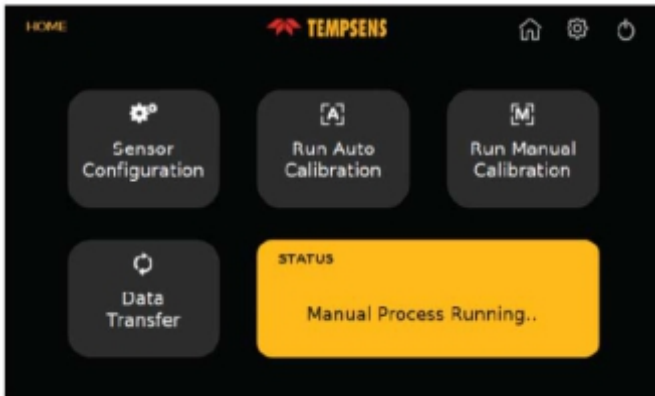 HOME
TEMPSENS
Sensor
Configuration
[A]
Run Auto
Calibration
[M]
Run Manual
Calibration
Data
Transfer
STATUS
Manual Process Running..